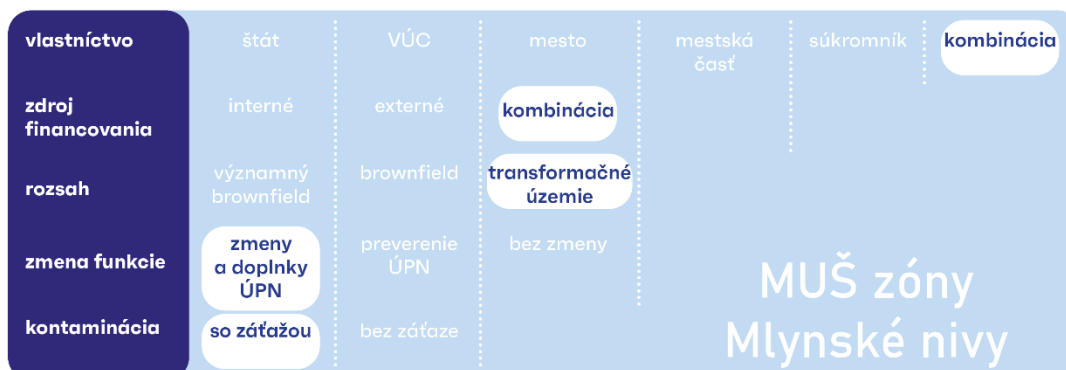 vlastníctvo
štát
VÚC
mesto
mestská
časť
súkromník
kombinácia
zdroj
financovania
interné
externé
kombinácia
rozsah
významný
brownfield
brownfield
transformačné
územie
zmena funkcie
zmeny
a doplnky
ÚPN
preverenie
ÚPN
bez zmeny
kontaminácia
so záťažou
bez záťaze
MUŠ zóny
Mlynské nivy